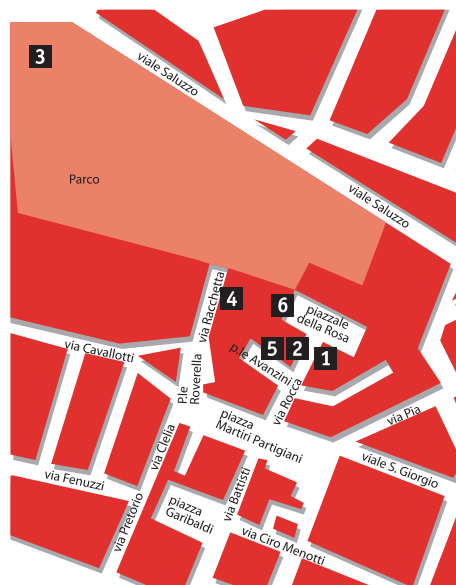 3
viale Saluzzo
Parco
viale Saluzzo
4
via Racchetta
6
piazzale
della Rosa
5
2
1
p.le Avanzini
via Cavallotti
P.le
Roverella
via Rocca
via Pia
piazza
Martiri Partigiani
via Clelia
viale S. Giorgio
via Fenuzzi
via Battisti
piazza
Garibaldi
via Pretorio
via Ciro Menotti